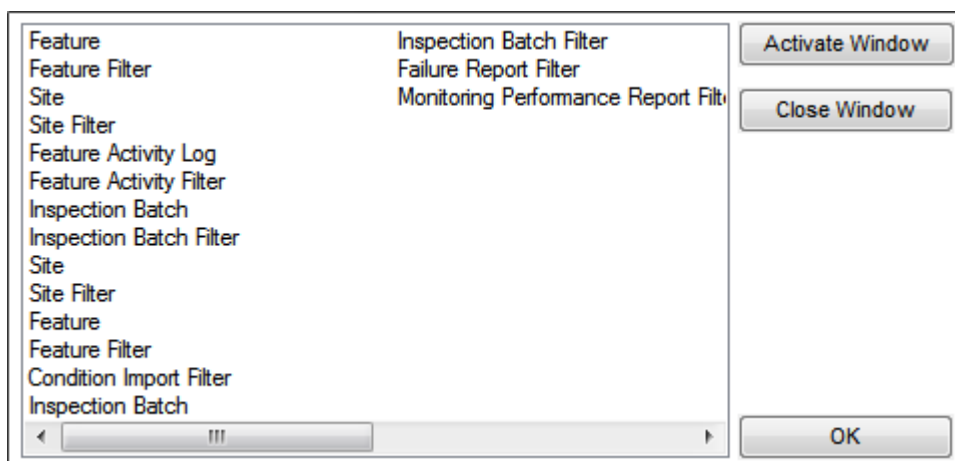 Feature
Feature Filter
Site
Site Filter
Feature Activity Log
Feature Activity Filter
Inspection Batch
Inspection Batch Filter
Site
Site Filter
Feature
Feature Filter
Condition Import Filter
Inspection Batch
Inspection Batch Filter
Failure Report Filter
Monitoring Performance Report Filt
Activate Window
Close Window
OK